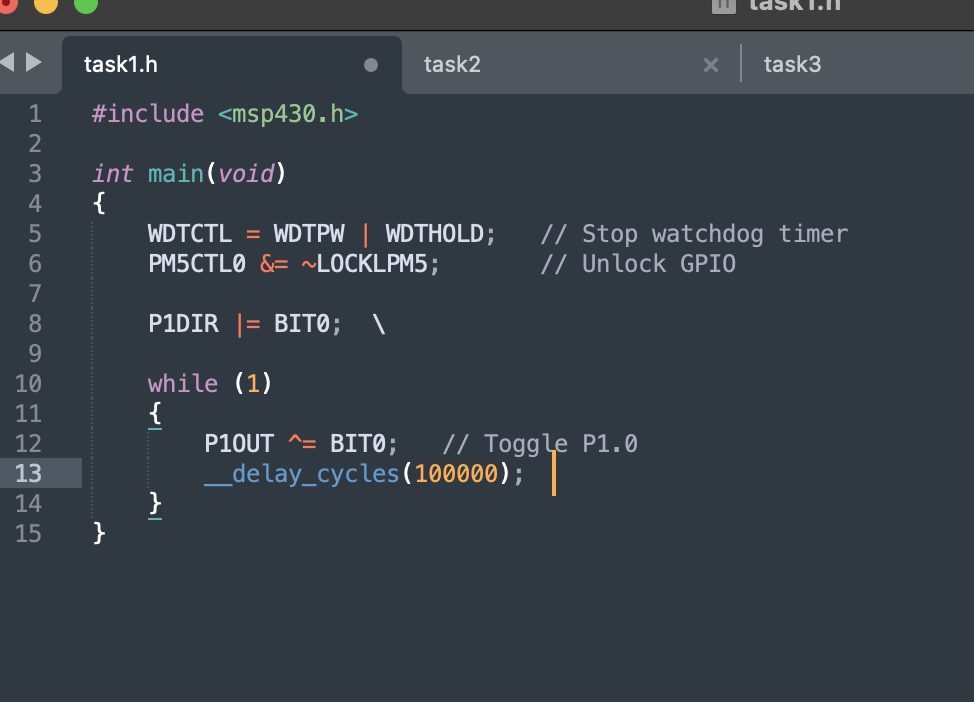 task1.h
task1.h task2 task3
1 #include <msp430.h>
2
3 int main(void)
4 {
5     WDTCTL = WDTPW | WDTHOLD;   // Stop watchdog timer
6     PM5CTL0 &= ~LOCKLPM5;       // Unlock GPIO
7
8     P1DIR |= BIT0;  \
9
10     while (1)
11     {
12         P1OUT ^= BIT0;   // Toggle P1.0
13         __delay_cycles(100000);
14     }
15 }